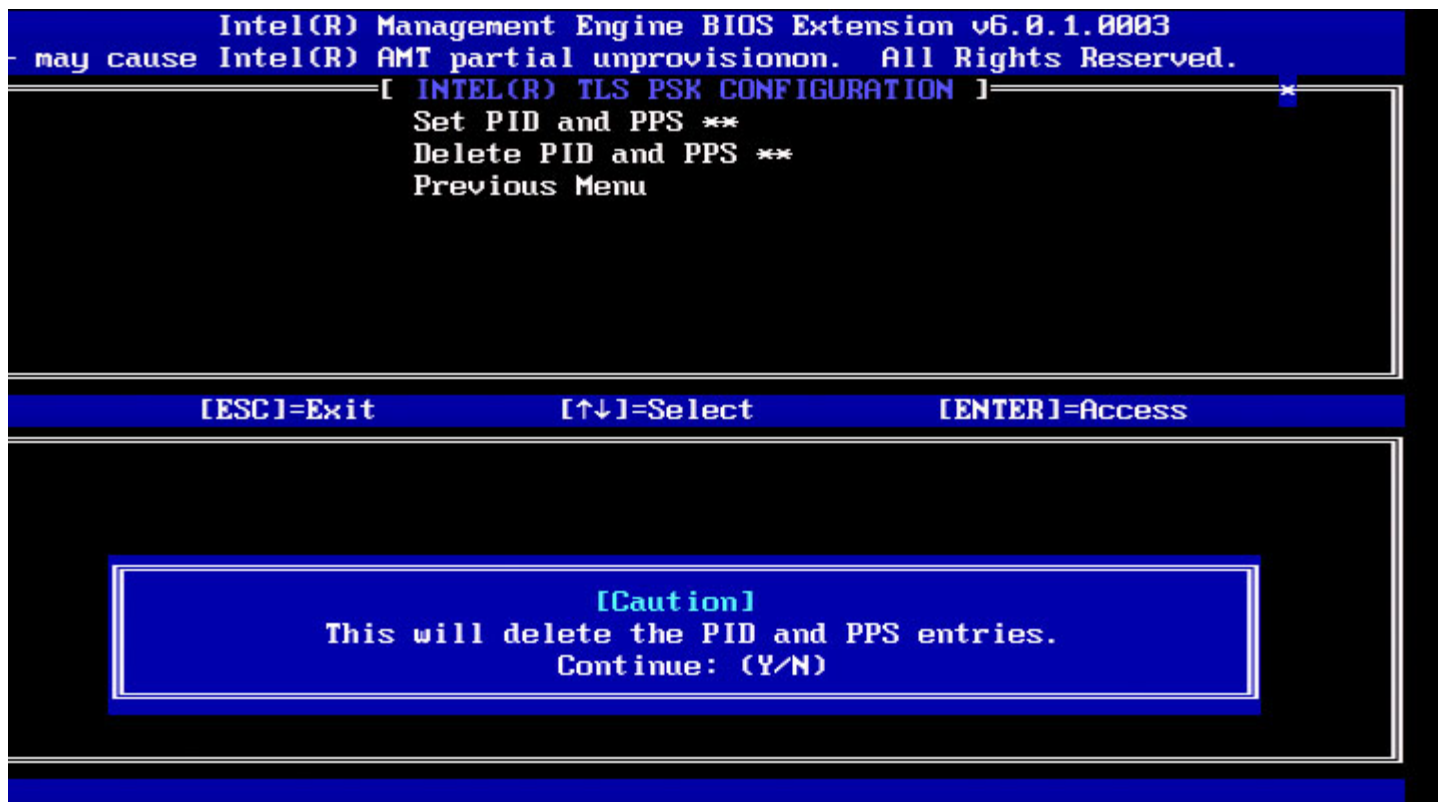 Intel(R) Management Engine BIOS Extension v6.0.1.0003
- may cause Intel(R) AMT partial unprovisionon. All Rights Reserved.
[ INTEL(R) TLS PSK CONFIGURATION ] *
Set PID and PPS **
Delete PID and PPS **
Previous Menu
[ESC]=Exit [↑↓]=Select [ENTER]=Access
[Caution]
This will delete the PID and PPS entries.
Continue: (Y/N)